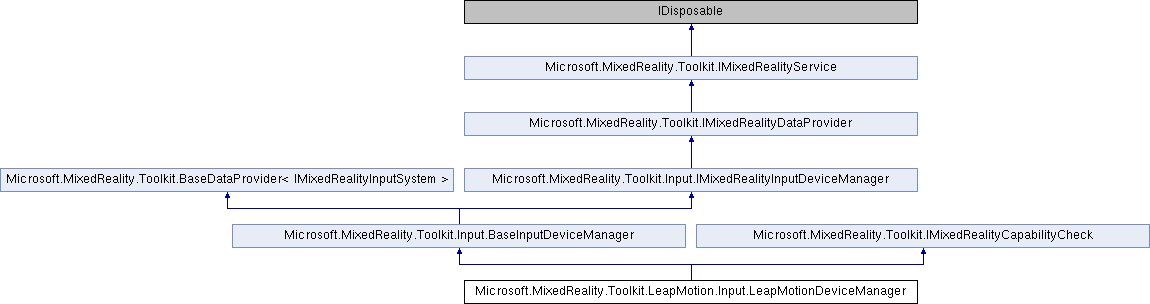 IDisposable
Microsoft.MixedReality.Toolkit.IMixedRealityService
Microsoft.MixedReality.Toolkit.IMixedRealityDataProvider
Microsoft.MixedReality.Toolkit.BaseDataProvider< IMixedRealityInputSystem >
Microsoft.MixedReality.Toolkit.Input.IMixedRealityInputDeviceManager
Microsoft.MixedReality.Toolkit.Input.BaseInputDeviceManager
Microsoft.MixedReality.Toolkit.IMixedRealityCapabilityCheck
Microsoft.MixedReality.Toolkit.LeapMotion.Input.LeapMotionDeviceManager